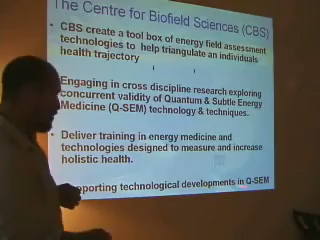 The Centre for Biofield Sciences (CBS)
• CBS create a tool box of energy field assessment
technologies to help triangulate an individuals
health trajectory
Engaging in cross discipline research exploring
concurrent validity of Quantum & Subtle Energy
Medicine (Q-SEM) technology & techniques.
• Deliver training in energy medicine and
technologies designed to measure and increase
holistic health.
pporting technological developments in Q-SEM